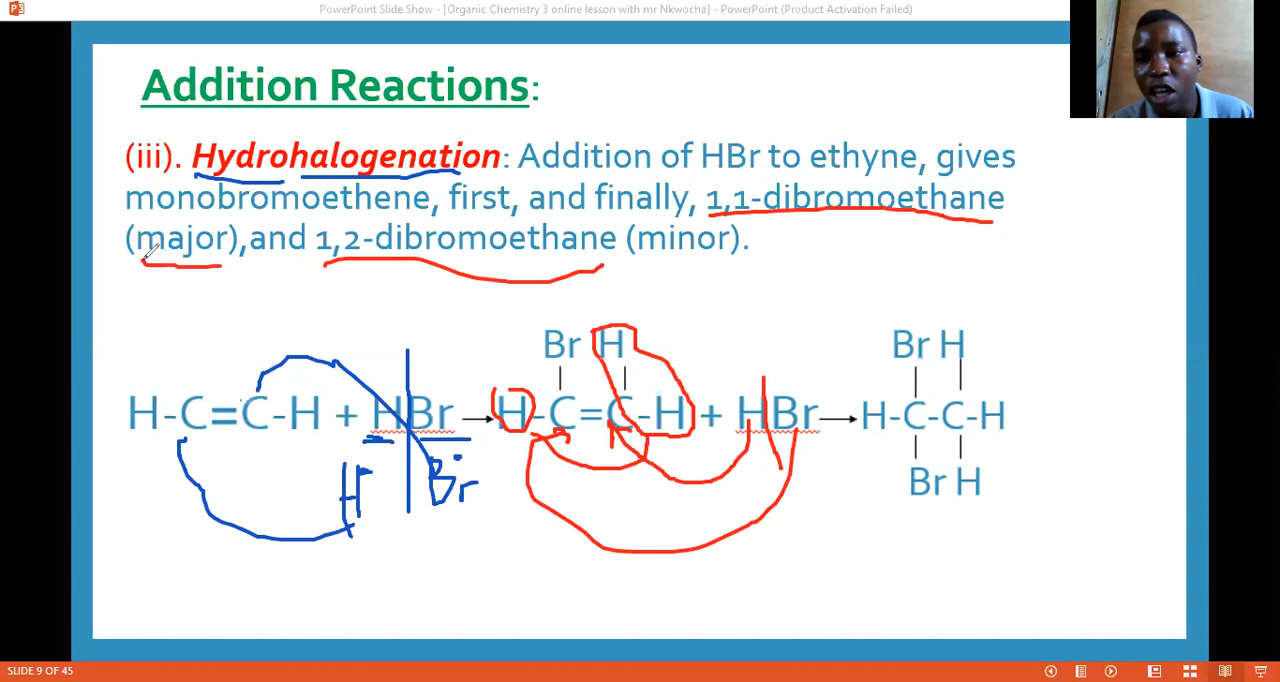 PowerPoint Slide Show - [Organic Chemistry 3 online lesson with mr Nkwocha] - PowerPoint (Product Activation Failed)
Addition Reactions:
(iii). Hydrohalogenation: Addition of HBr to ethyne, gives
monobromoethene, first, and finally, 1,1-dibromoethane
(major),and 1,2-dibromoethane (minor).
Br H Br H
H-C=C-H + HBr → H-C=C-H + HBr → H-C-C-H
H Br Br H
SLIDE 9 OF 45